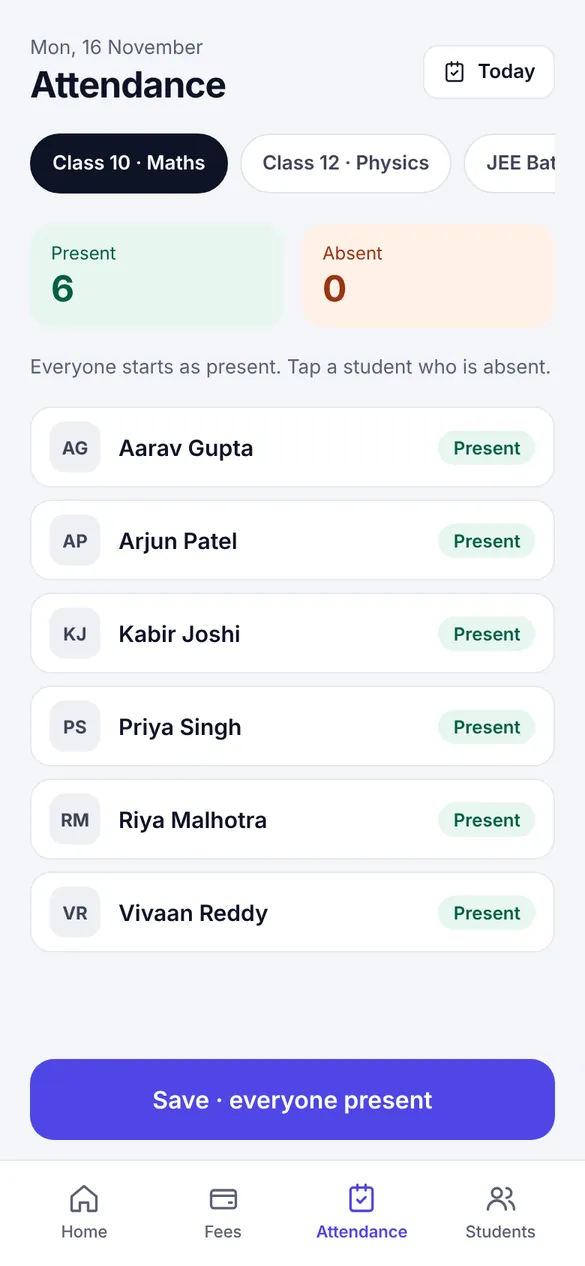 Mon, 16 November
Attendance
Today
Class 10 · Maths
Class 12 · Physics
JEE Bat
Present
6
Absent
0
Everyone starts as present. Tap a student who is absent.
AG
Aarav Gupta
Present
AP
Arjun Patel
Present
KJ
Kabir Joshi
Present
PS
Priya Singh
Present
RM
Riya Malhotra
Present
VR
Vivaan Reddy
Present
Save · everyone present
Home
Fees
Attendance
Students